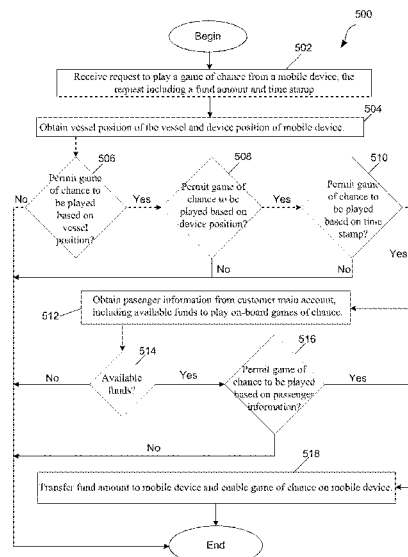 500
Begin
502
Receive request to play a game of chance from a mobile device, the
request including a fund amount and time stamp
504
Obtain vessel position of the vessel and device position of mobile device.
506
Permit game
of chance to
be played
based on
vessel
position?
No
Yes
508
Permit game of
chance to be
played based on
device position?
Yes
No
510
Permit game of
chance to be
played
based on time
stamp?
Yes
No
Obtain passenger information from customer main account,
including available funds to play on-board games of chance.
512
514
Available
funds?
No
Yes
516
Permit game of
chance to be played
based on passenger
information?
Yes
No
518
Transfer fund amount to mobile device and enable game of chance on mobile device.
End